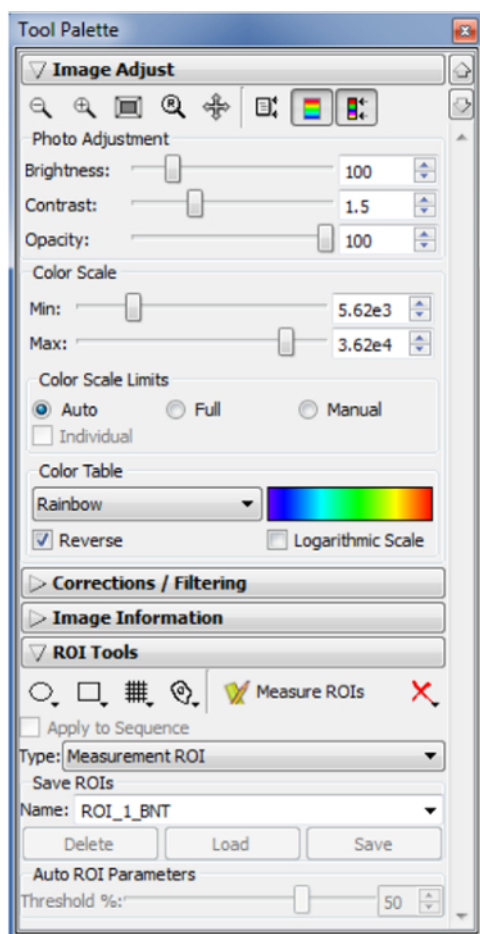 Tool Palette
Image Adjust
Photo Adjustment
Brightness: 100
Contrast: 1.5
Opacity: 100
Color Scale
Min: 5.62e3
Max: 3.62e4
Color Scale Limits
Auto Full Manual
Individual
Color Table
Rainbow
Reverse Logarithmic Scale
Corrections / Filtering
Image Information
ROI Tools
Measure ROIs
Apply to Sequence
Type: Measurement ROI
Save ROIs
Name: ROI_1_BNT
Delete Load Save
Auto ROI Parameters
Threshold %: 50